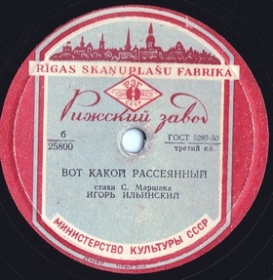 RĪGAS SKAŅUPLAŠU FABRIKA
Рижский завод
6
25800
ГОСТ 5289-50
третий кл.
ВОТ КАКОЙ РАССЕЯННЫЙ
стихи С. Маршака
ИГОРЬ ИЛЬИНСКИЙ
МИНИСТЕРСТВО КУЛЬТУРЫ СССР